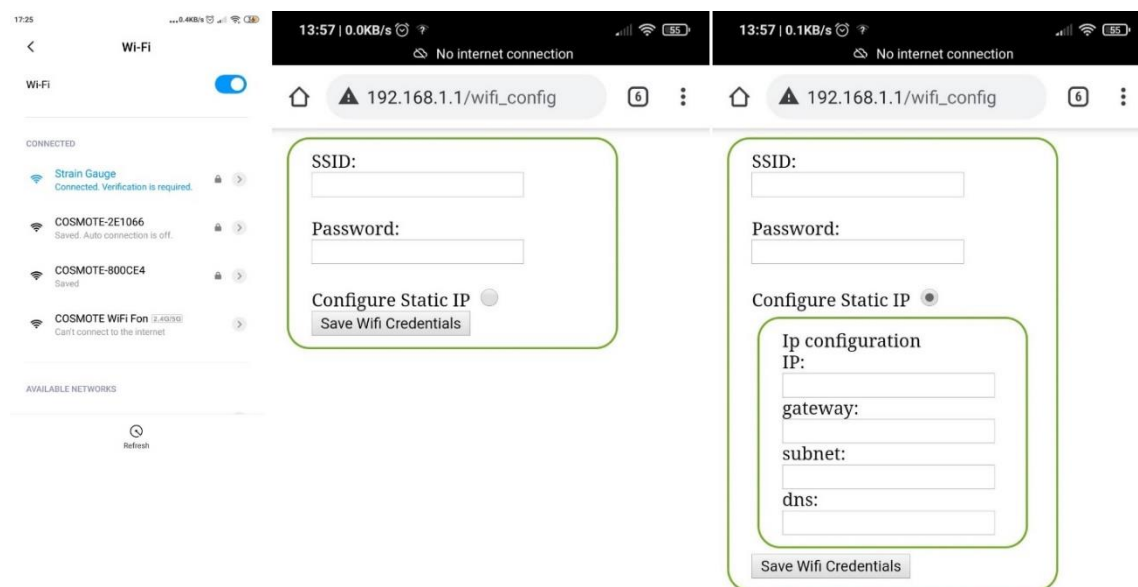 17:25
...0.4KB/s
Wi-Fi
Wi-Fi
CONNECTED
Strain Gauge
Connected. Verification is required.
COSMOTE-2E1066
Saved. Auto connection is off.
COSMOTE-800CE4
Saved
COSMOTE WiFi Fon 2.4G/5G
Can't connect to the internet
AVAILABLE NETWORKS
Refresh
13:57 | 0.0KB/s ? 55
No internet connection
192.168.1.1/wifi_config 6
SSID:
Password:
Configure Static IP
Save Wifi Credentials
13:57 | 0.1KB/s ? 55
No internet connection
192.168.1.1/wifi_config 6
SSID:
Password:
Configure Static IP
Ip configuration
IP:
gateway:
subnet:
dns:
Save Wifi Credentials